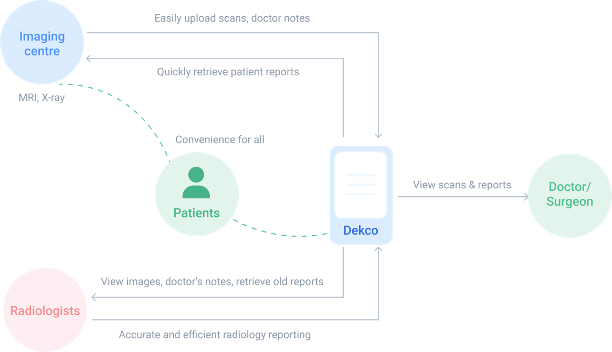 Easily upload scans, doctor notes
Imaging
centre
Quickly retrieve patient reports
MRI, X-ray
Convenience for all
Patients
View scans & reports
Doctor/
Surgeon
Dekco
View images, doctor's notes, retrieve old reports
Radiologists
Accurate and efficient radiology reporting